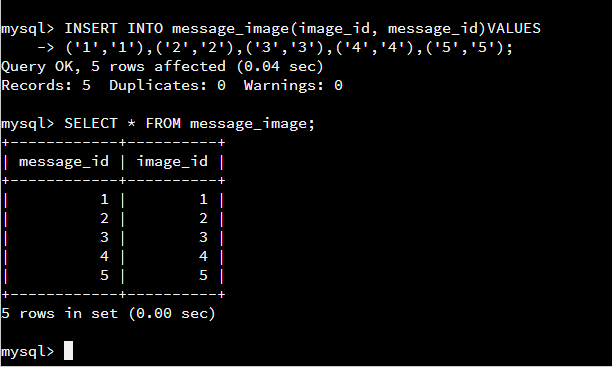 mysql> INSERT INTO message_image(image_id, message_id)VALUES
    -> ('1','1'),('2','2'),('3','3'),('4','4'),('5','5');
Query OK, 5 rows affected (0.04 sec)
Records: 5  Duplicates: 0  Warnings: 0
mysql> SELECT * FROM message_image;
+------------+----------+
| message_id | image_id |
+------------+----------+
|          1 |        1 |
|          2 |        2 |
|          3 |        3 |
|          4 |        4 |
|          5 |        5 |
+------------+----------+
5 rows in set (0.00 sec)
mysql>